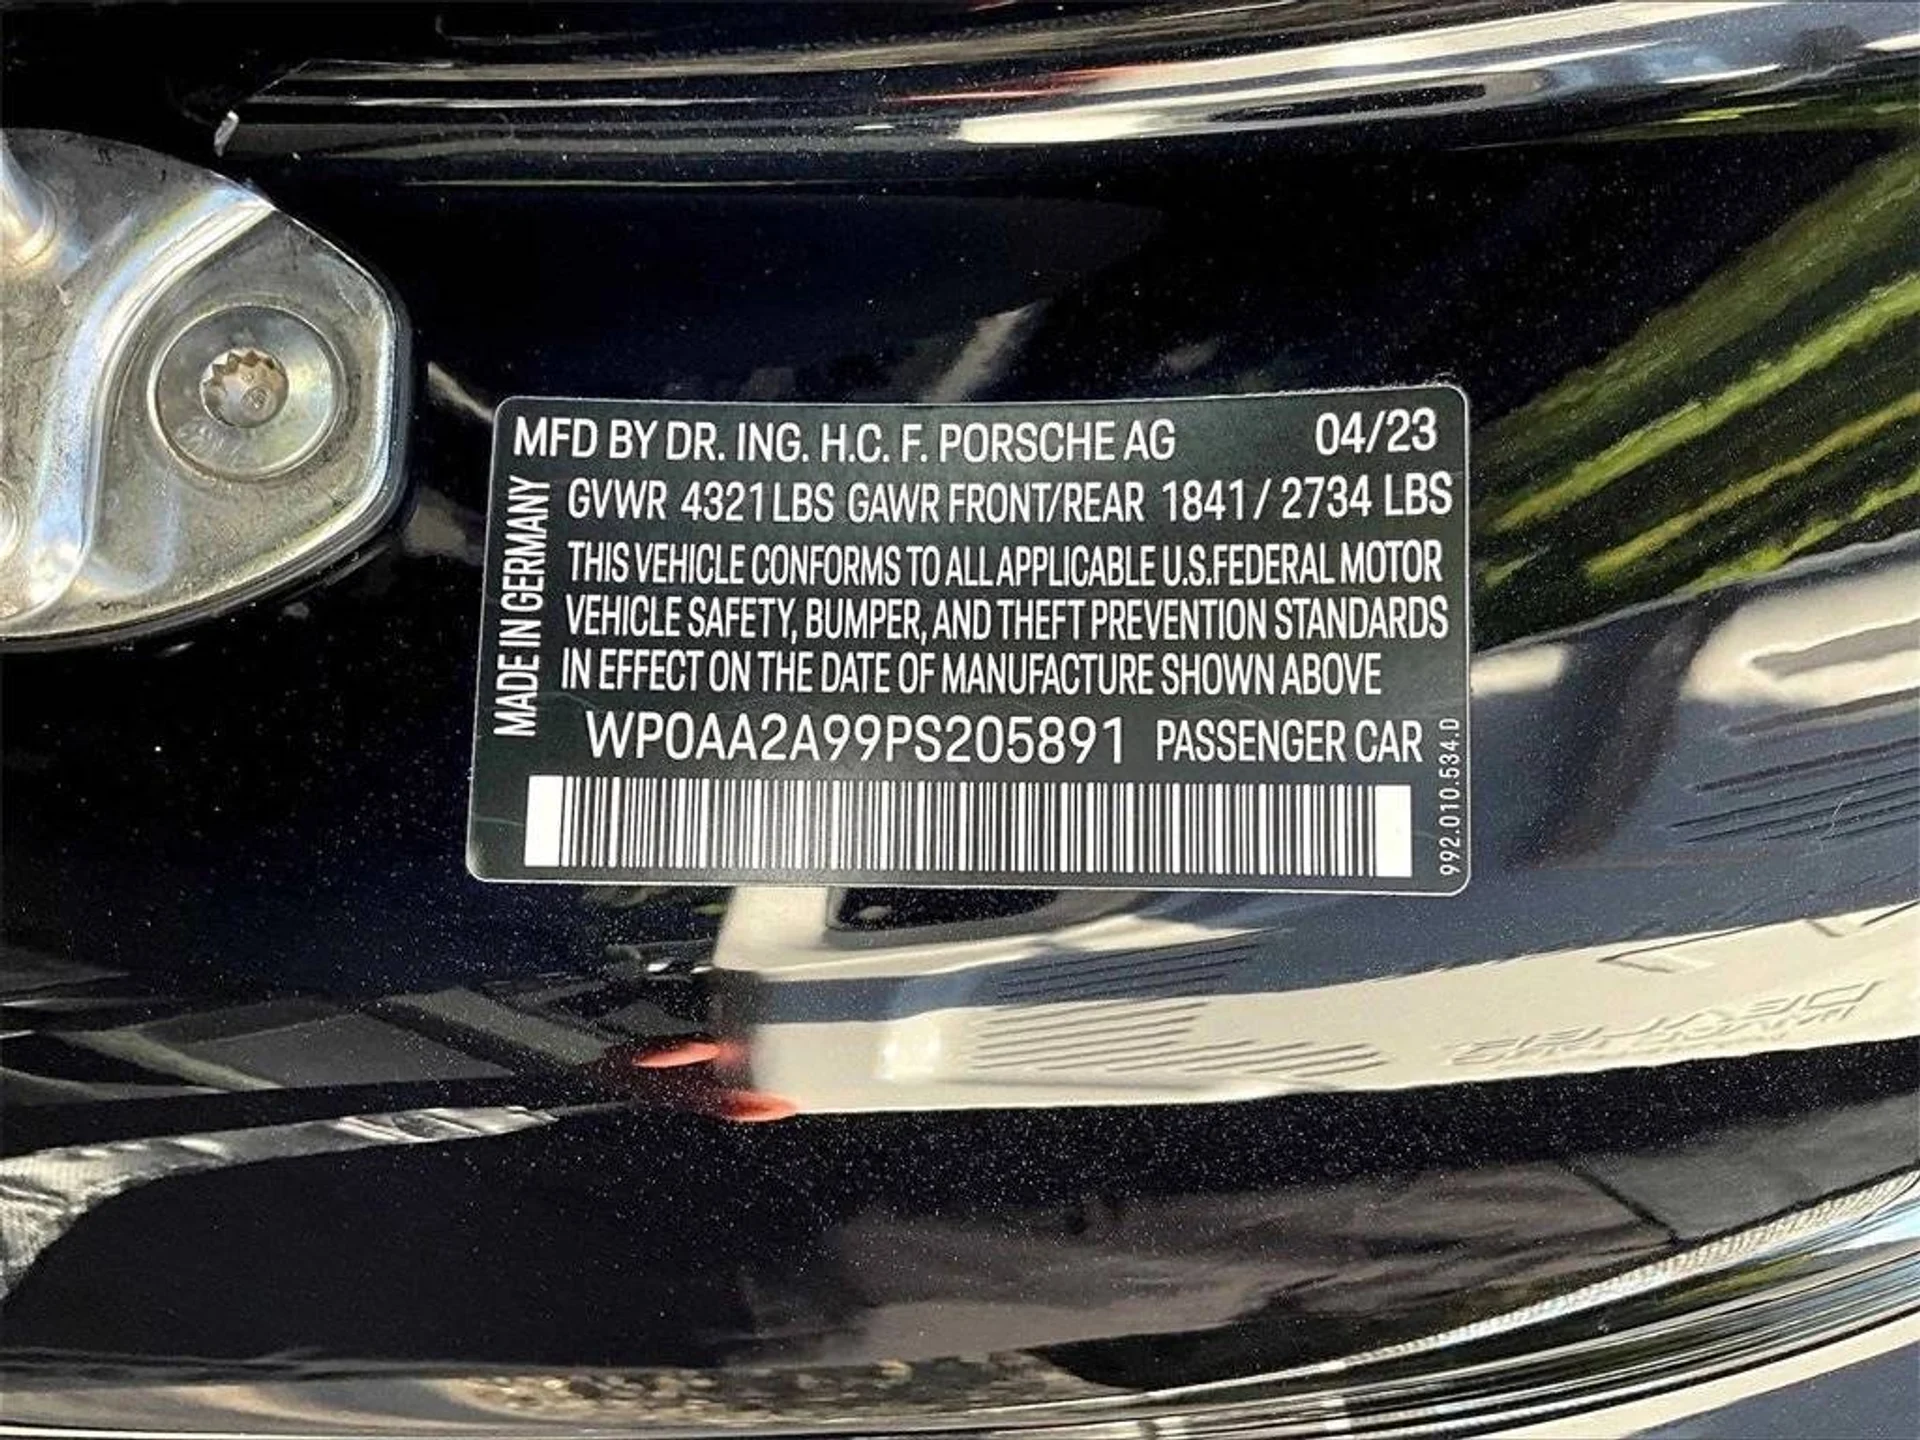 MFD BY DR. ING. H.C. F. PORSCHE AG 04/23
GVWR 4321 LBS GAWR FRONT/REAR 1841 / 2734 LBS
THIS VEHICLE CONFORMS TO ALL APPLICABLE U.S.FEDERAL MOTOR
VEHICLE SAFETY, BUMPER, AND THEFT PREVENTION STANDARDS
IN EFFECT ON THE DATE OF MANUFACTURE SHOWN ABOVE
MADE IN GERMANY
WP0AA2A99PS205891 PASSENGER CAR
992.010.534.D